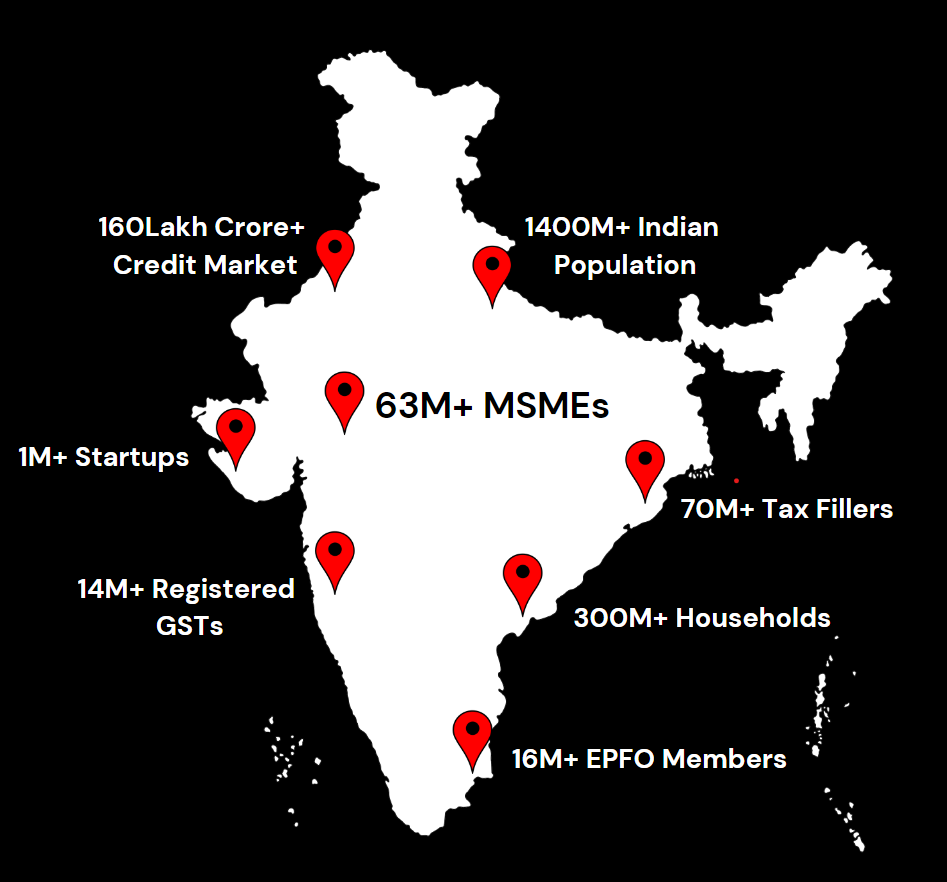 160Lakh Crore+
Credit Market
1400M+ Indian
Population
63M+ MSMEs
1M+ Startups
70M+ Tax Fillers
14M+ Registered
GSTs
300M+ Households
16M+ EPFO Members